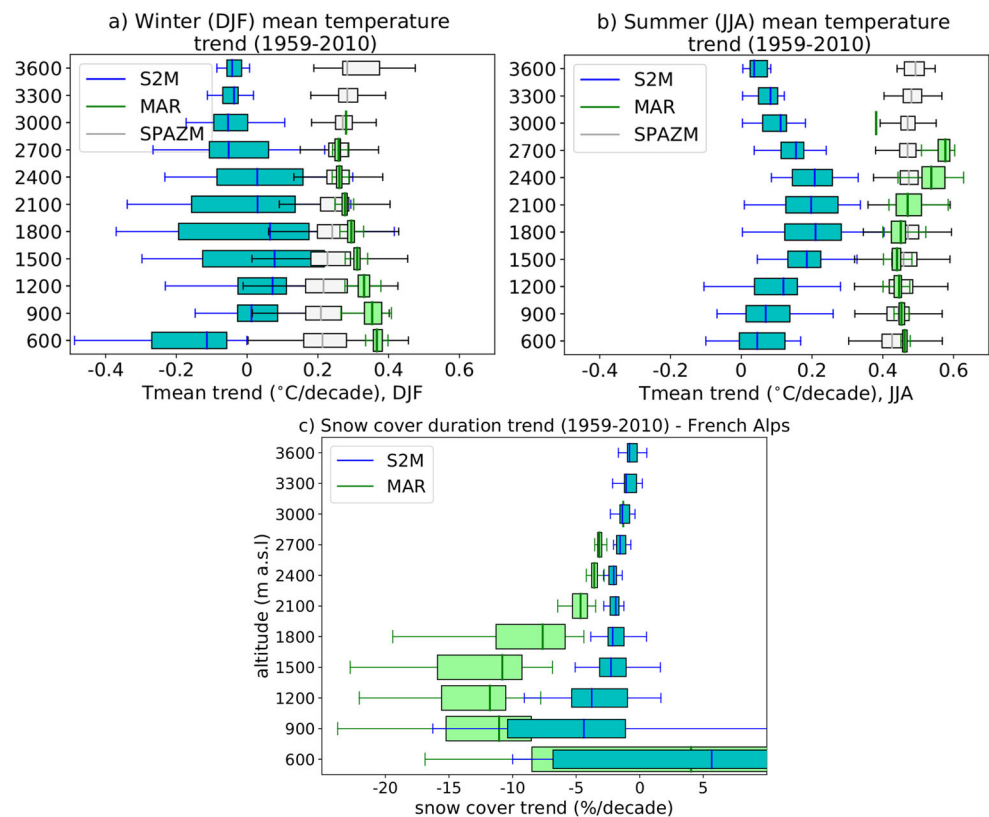 a) Winter (DJF) mean temperature
trend (1959-2010)
3600
3300
3000
2700
2400
2100
1800
1500
1200
900
600
S2M
MAR
SPAZM
-0.4 -0.2 0 0.2 0.4 0.6
Tmean trend (°C/decade), DJF
b) Summer (JJA) mean temperature
trend (1959-2010)
3600
3300
3000
2700
2400
2100
1800
1500
1200
900
600
S2M
MAR
SPAZM
-0.4 -0.2 0 0.2 0.4 0.6
Tmean trend (°C/decade), JJA
c) Snow cover duration trend (1959-2010) - French Alps
altitude (m a.s.l)
3600
3300
3000
2700
2400
2100
1800
1500
1200
900
600
S2M
MAR
-20 -15 -10 -5 0 5
snow cover trend (%/decade)